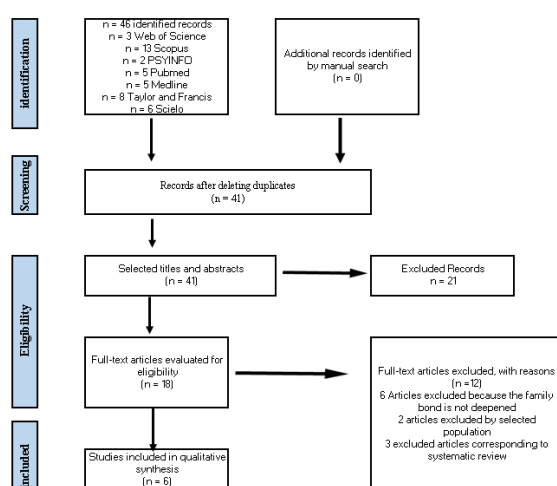 identification
n = 46 identified records
n = 3 Web of Science
n = 13 Scopus
n = 2 PSYINFO
n = 5 Pubmed
n = 5 Medline
n = 8 Taylor and Francis
n = 6 Scielo
Additional records identified
by manual search
(n = 0)
Screening
Records after deleting duplicates
(n = 41)
Eligibility
Selected titles and abstracts
(n = 41)
Excluded Records
n = 21
Full-text articles evaluated for
eligibility
(n = 18)
Full-text articles excluded, with reasons
(n =12)
6 Articles excluded because the family
bond is not deepened
2 articles excluded by selected
population
3 excluded articles corresponding to
systematic review
included
Studies included in qualitative
synthesis
(n = 6)